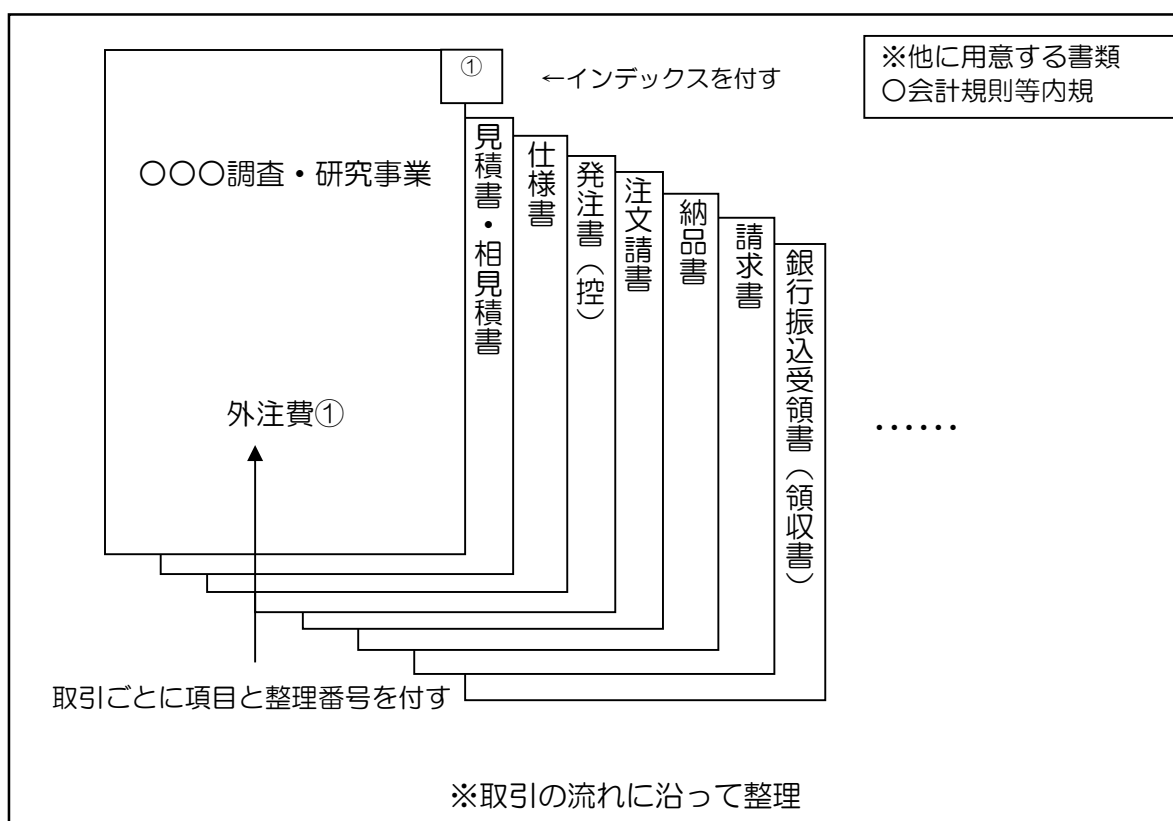 ①
←インデックスを付す
※他に用意する書類
〇会計規則等内規
〇〇〇調査・研究事業
見積書・相見積書
仕様書
発注書（控）
注文請書
納品書
請求書
銀行振込受領書（領収書）
外注費①
……
取引ごとに項目と整理番号を付す
※取引の流れに沿って整理